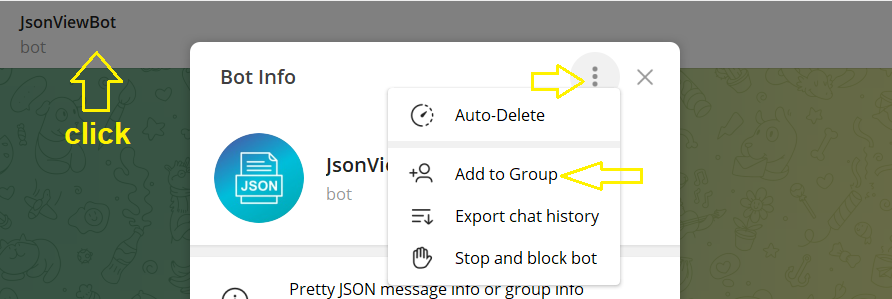 JsonViewBot
bot
click
Bot Info
Auto-Delete
JSON
JsonVie
bot
Add to Group
Export chat history
Stop and block bot
Pretty JSON message info or group info